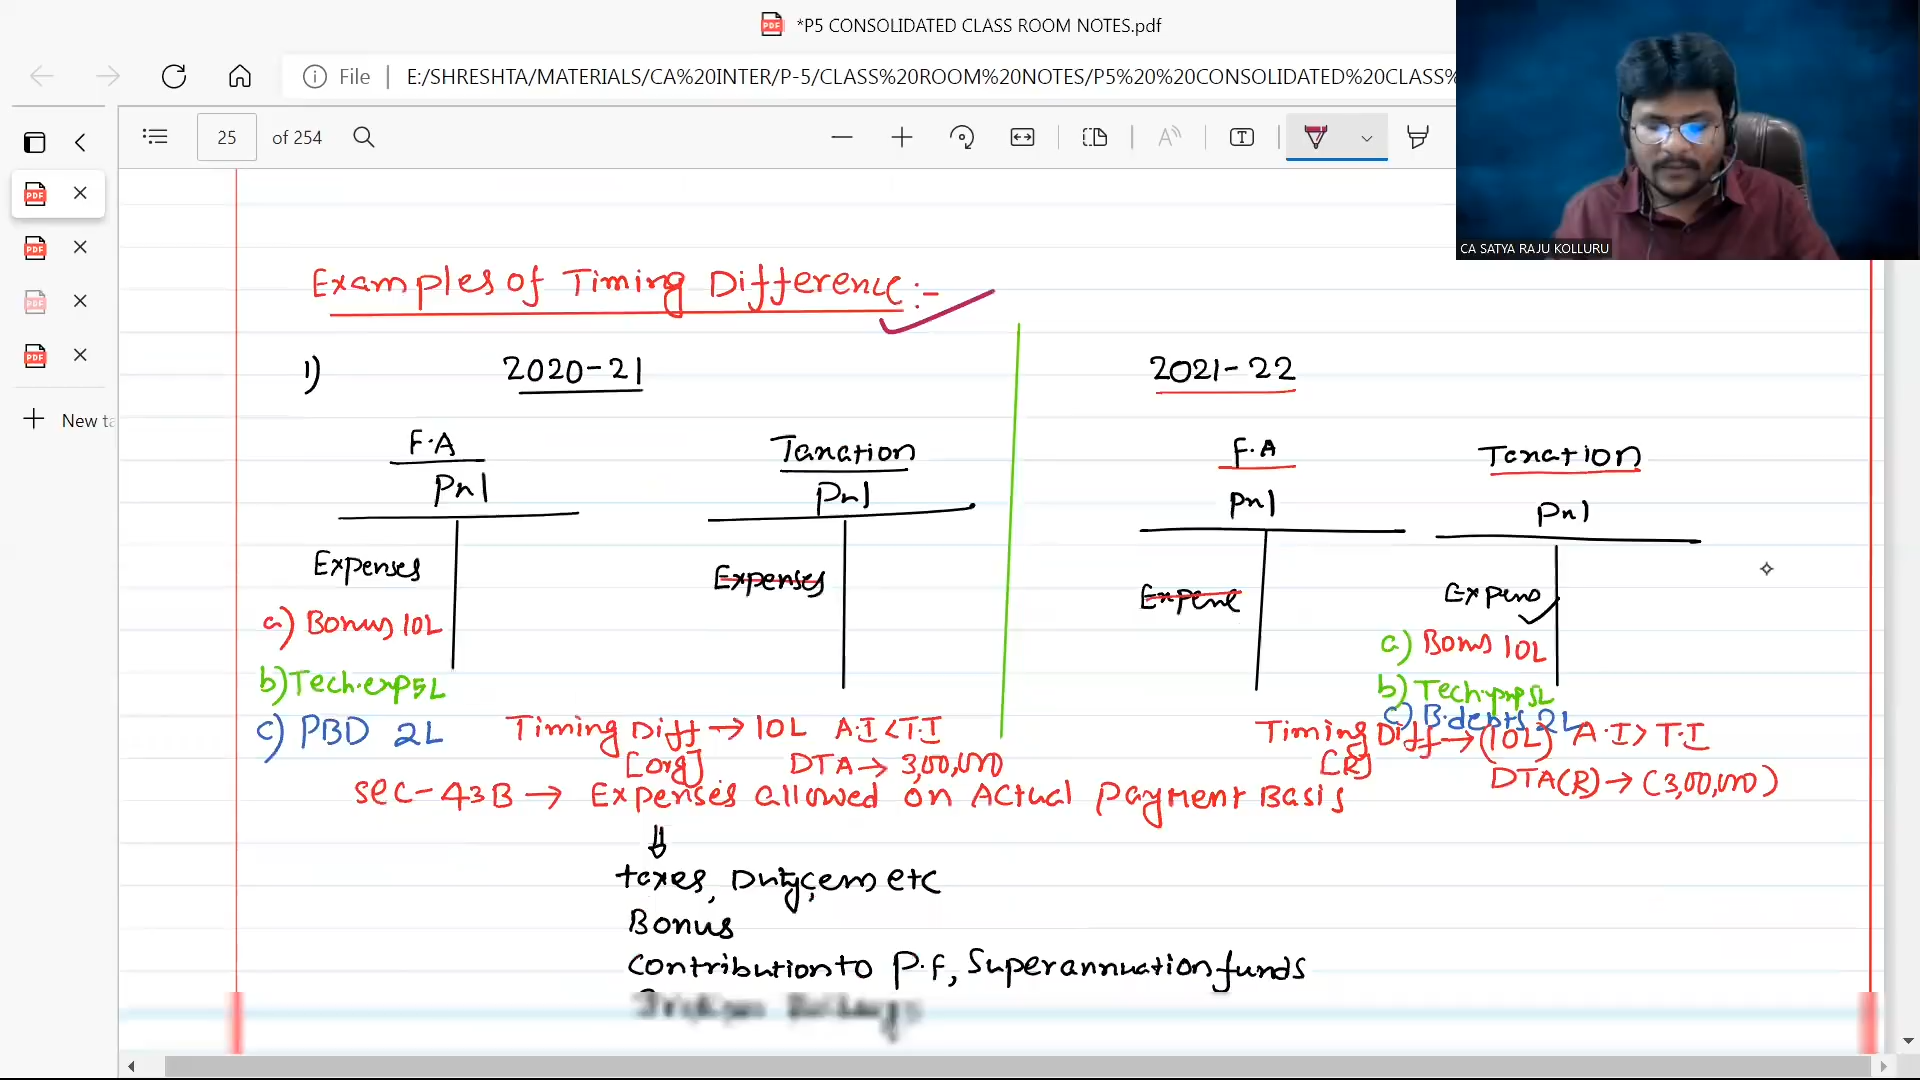 *P5 CONSOLIDATED CLASS ROOM NOTES.pdf
File
E:/SHRESHTA/MATERIALS/CA%20INTER/P-5/CLASS%20ROOM%20NOTES/P5%20%20CONSOLIDATED%20CLASS%
25 of 254
New ta
CA SATYA RAJU KOLLURU
Examples of Timing Difference:-
1) 2020-21
F.A Taxation
Pnl Pnl
Expenses Expenses
a) Bonus 10L
b) Tech.exp 5L
c) PBD 2L
Timing Diff → 10L A.I < T.I
[org] DTA → 3,00,000
2021-22
F.A Taxation
Pnl Pnl
Expene Expens
a) Bonus 10L
b) Tech.exp 5L
c) B.debts 2L
Timing Diff → (10L) A.I > T.I
[R] DTA(R) → (3,00,000)
Sec-43B → Expenses allowed on Actual Payment Basis
⇓
taxes, Duty, cess etc
Bonus
Contribution to P.F, Superannuation funds